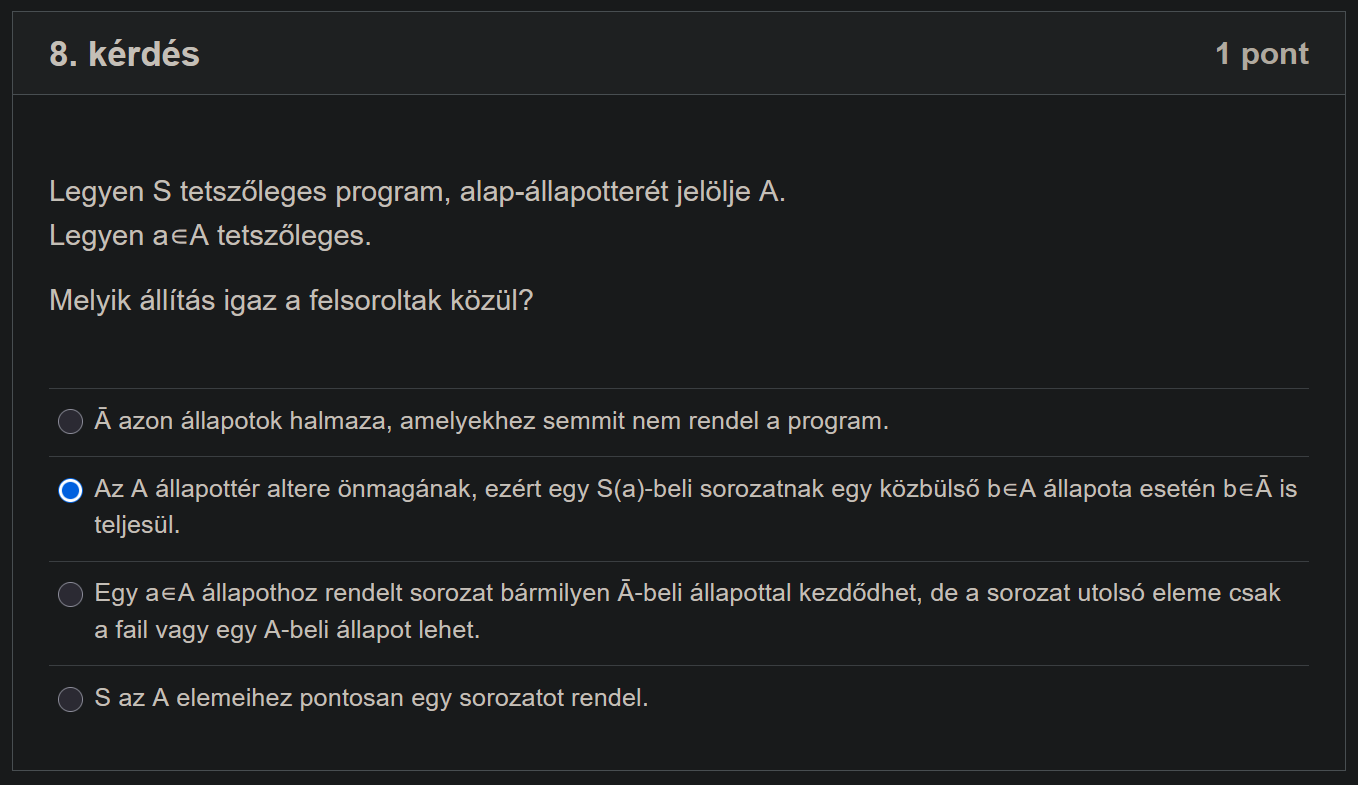 8. kérdés
1 pont
Legyen S tetszőleges program, alap-állapotterét jelölje A.
Legyen a∈A tetszőleges.
Melyik állítás igaz a felsoroltak közül?
Ā azon állapotok halmaza, amelyekhez semmit nem rendel a program.
Az A állapottér altere önmagának, ezért egy S(a)-beli sorozatnak egy közbülső b∈A állapota esetén b∈Ā is
teljesül.
Egy a∈A állapothoz rendelt sorozat bármilyen Ā-beli állapottal kezdődhet, de a sorozat utolsó eleme csak
a fail vagy egy A-beli állapot lehet.
S az A elemeihez pontosan egy sorozatot rendel.